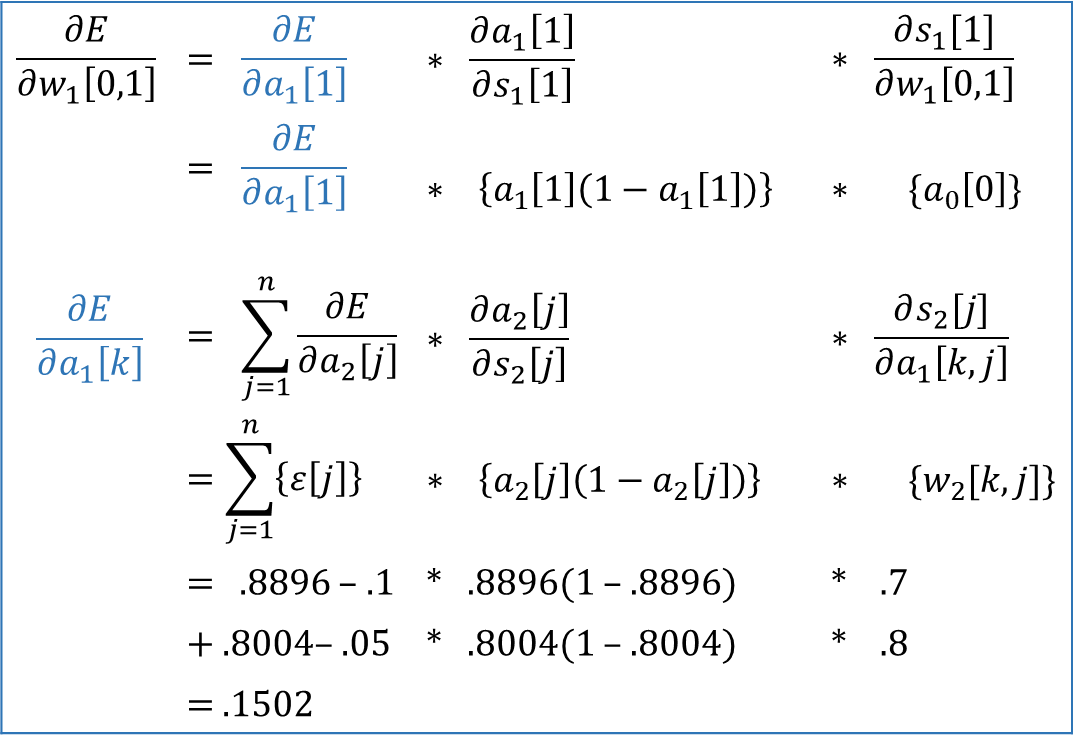 ∂E/∂w₁[0,1] = ∂E/∂a₁[1] * ∂a₁[1]/∂s₁[1] * ∂s₁[1]/∂w₁[0,1]
= ∂E/∂a₁[1] * {a₁[1](1 − a₁[1])} * {a₀[0]}
∂E/∂a₁[k] = ∑ⁿⱼ₌₁ ∂E/∂a₂[j] * ∂a₂[j]/∂s₂[j] * ∂s₂[j]/∂a₁[k,j]
= ∑ⁿⱼ₌₁ {ε[j]} * {a₂[j](1 − a₂[j])} * {w₂[k,j]}
= .8896 – .1 * .8896(1 – .8896) * .7
+ .8004– .05 * .8004(1 – .8004) * .8
= .1502